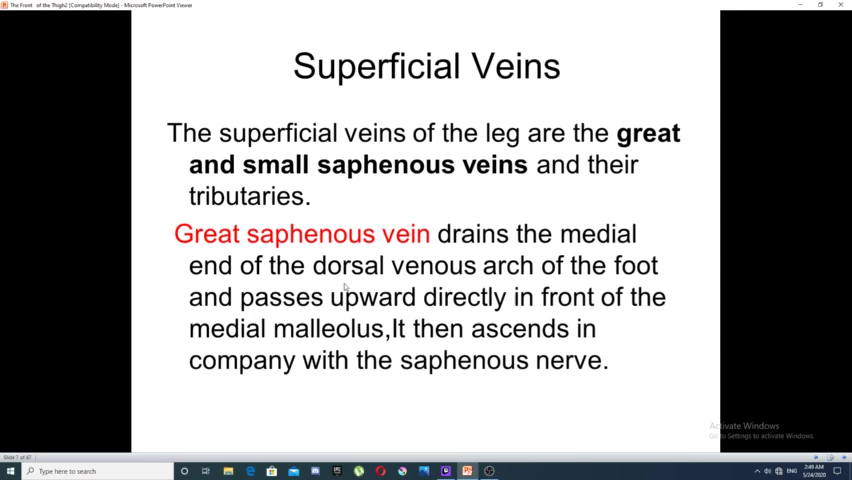 The Front  of the Thigh2 [Compatibility Mode] - Microsoft PowerPoint Viewer
Superficial Veins
The superficial veins of the leg are the great
and small saphenous veins and their
tributaries.
Great saphenous vein drains the medial
end of the dorsal venous arch of the foot
and passes upward directly in front of the
medial malleolus,It then ascends in
company with the saphenous nerve.
Activate Windows
Go to Settings to activate Windows.
Slide 7 of 67
Type here to search
ENG
2:49 AM
5/24/2020